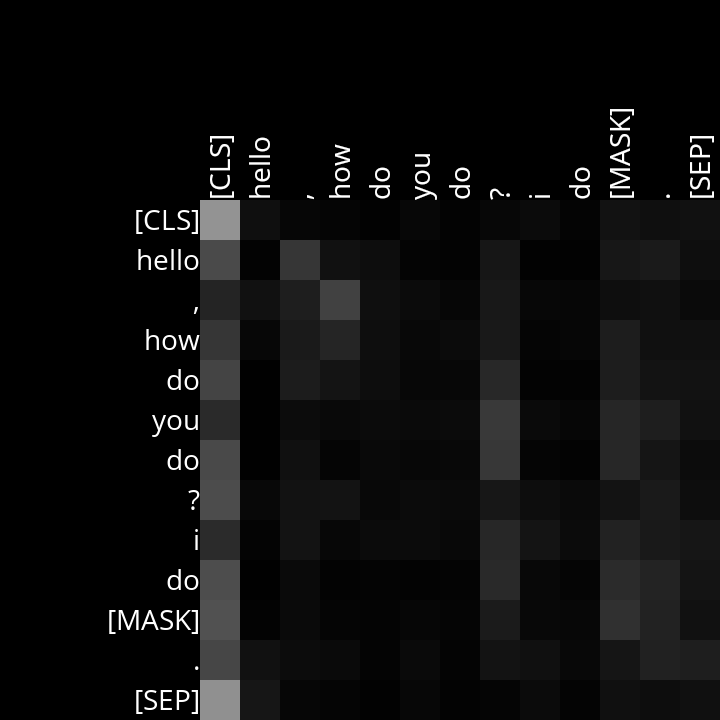 [CLS] hello , how do you do ? i do [MASK] . [SEP]
[CLS]
hello
,
how
do
you
do
?
i
do
[MASK]
.
[SEP]